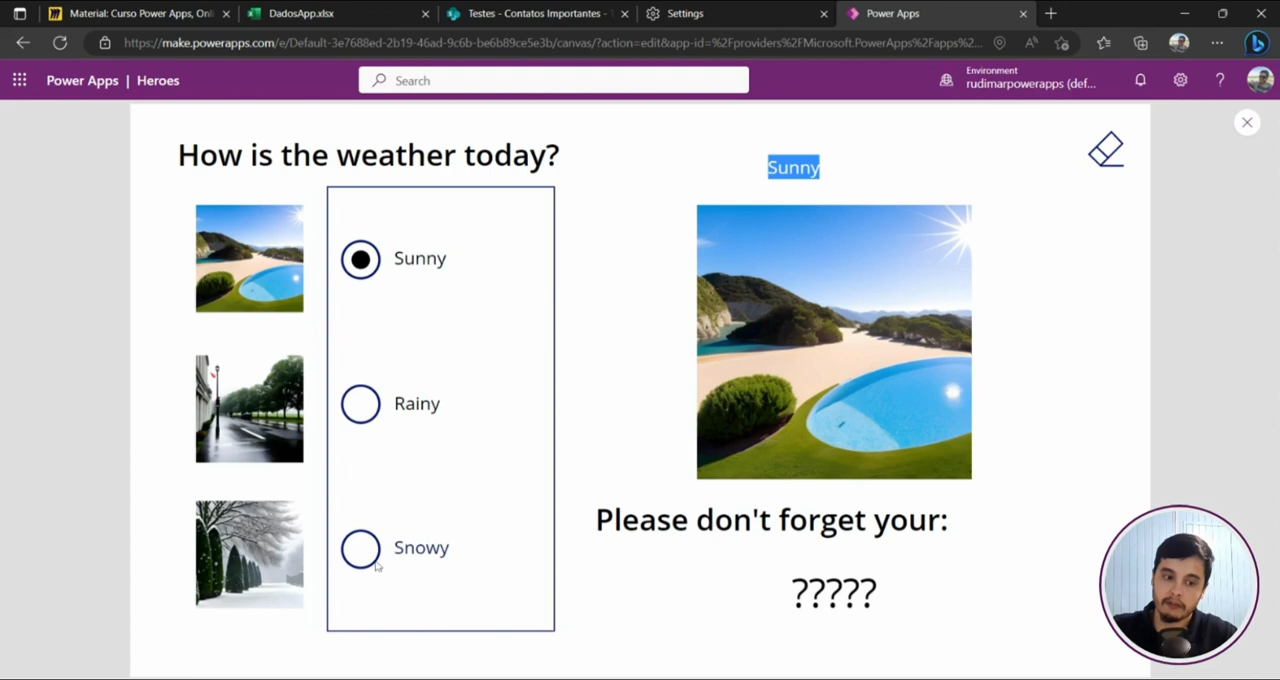 Material: Curso Power Apps, Onl
DadosApp.xlsx
Testes - Contatos Importantes -
Settings
Power Apps
https://make.powerapps.com/e/Default-3e7688ed-2b19-46ad-9c6b-be6b89ce5e3b/canvas/?action=edit&app-id=%2Fproviders%2FMicrosoft.PowerApps%2Fapps%2...
Power Apps | Heroes
Search
Environment
rudimarpowerapps (def...
How is the weather today?
Sunny
Sunny
Rainy
Snowy
Please don't forget your:
?????